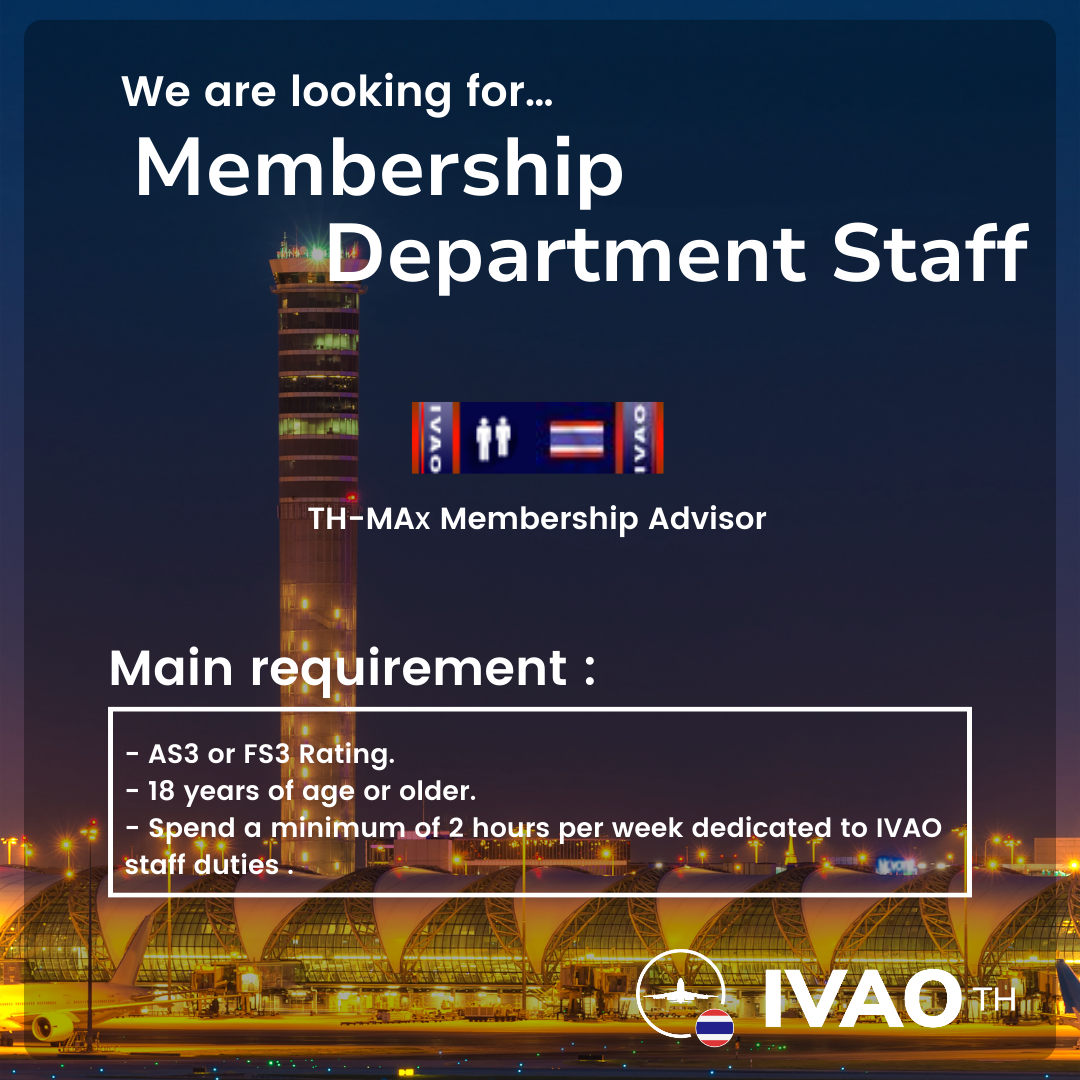 We are looking for...
Membership
Department Staff
IVAO
IVAO
TH-MAx Membership Advisor
Main requirement :
- AS3 or FS3 Rating.
- 18 years of age or older.
- Spend a minimum of 2 hours per week dedicated to IVAO
staff duties .
IVAO TH